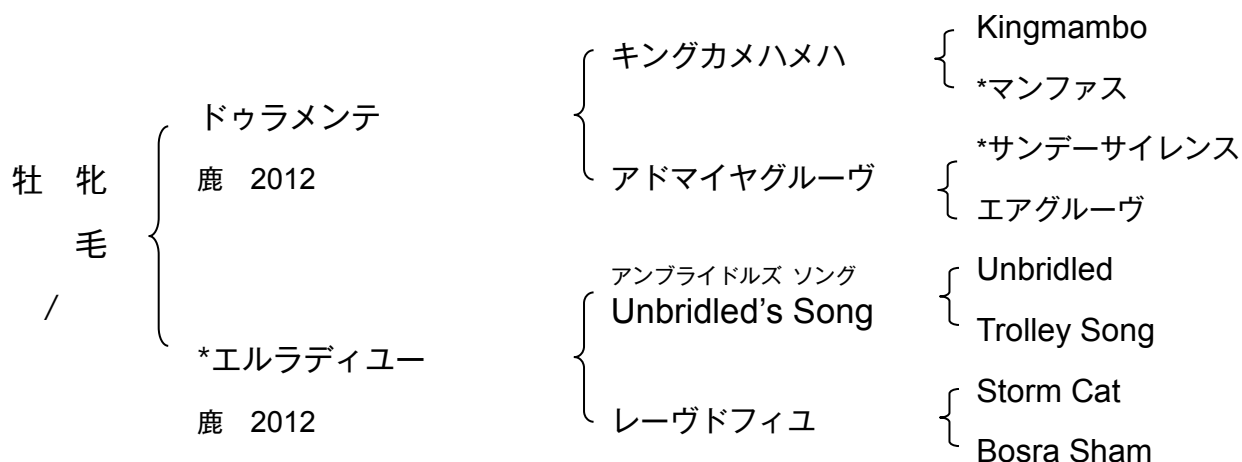 牡 牝
毛
/
ドゥラメンテ
鹿 2012
*エルラディユー
鹿 2012
キングカメハメハ
アドマイヤグルーヴ
アンブライドルズ ソング
Unbridled's Song
レーヴドフィユ
Kingmambo
*マンファス
*サンデーサイレンス
エアグルーヴ
Unbridled
Trolley Song
Storm Cat
Bosra Sham